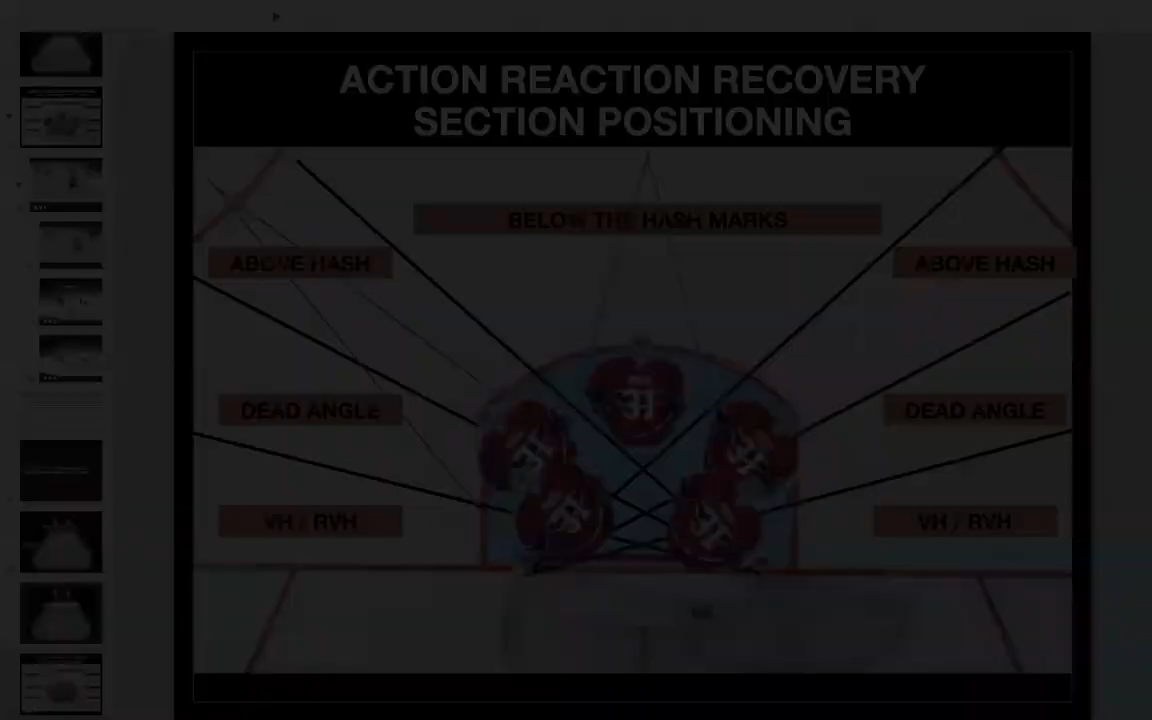 ACTION REACTION RECOVERY
SECTION POSITIONING
BELOW THE HASH MARKS
ABOVE HASH
ABOVE HASH
DEAD ANGLE
DEAD ANGLE
VH / RVH
VH / RVH